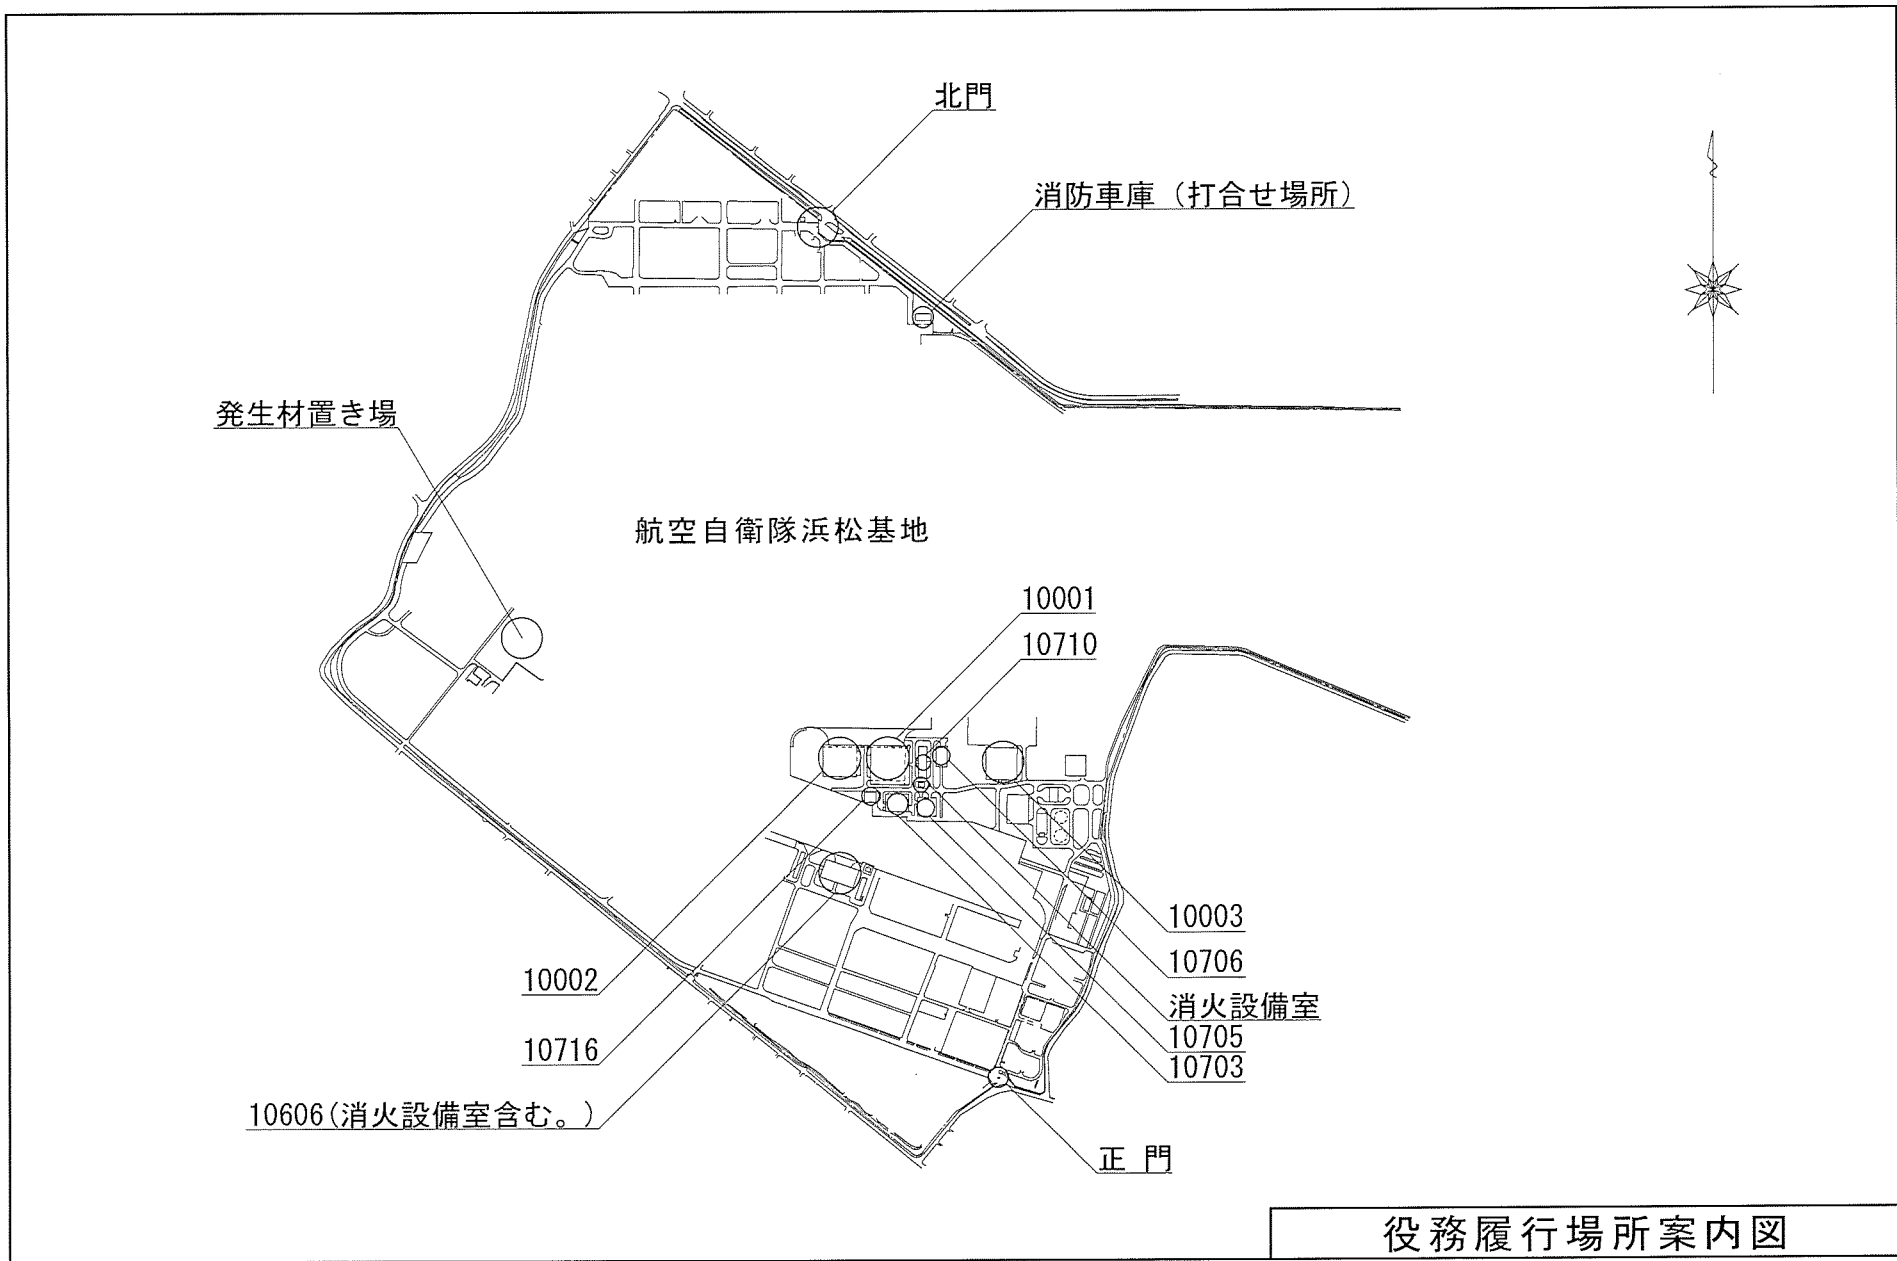 北門
消防車庫（打合せ場所）
発生材置き場
航空自衛隊浜松基地
10001
10710
10003
10706
10002
消火設備室
10705
10716
10703
10606(消火設備室含む。)
正 門
役務履行場所案内図